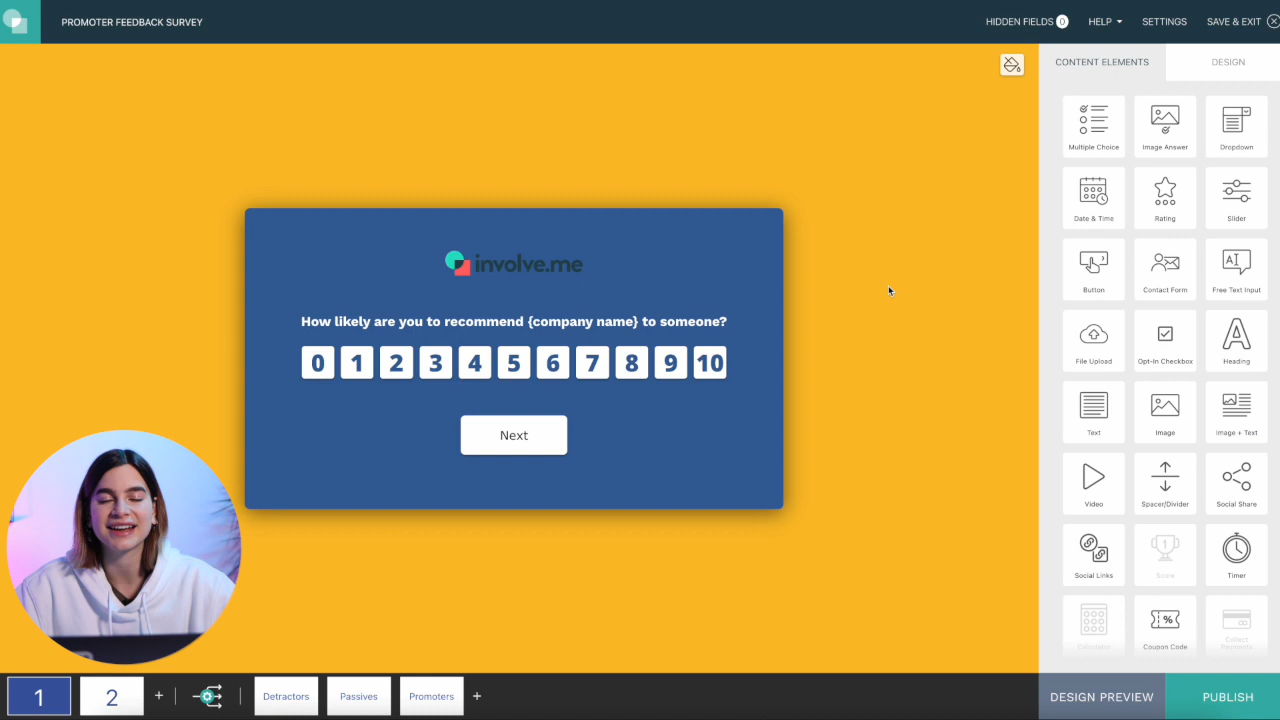 PROMOTER FEEDBACK SURVEY
HIDDEN FIELDS 0
HELP
SETTINGS
SAVE & EXIT
CONTENT ELEMENTS
DESIGN
Multiple Choice
Image Answer
Dropdown
Date & Time
Rating
Slider
Button
Contact Form
Free Text Input
File Upload
Opt-In Checkbox
Heading
Text
Image
Image + Text
Video
Spacer/Divider
Social Share
Social Links
Score
Timer
Calculator
Coupon Code
Collect
Payments
involve.me
How likely are you to recommend {company name} to someone?
0 1 2 3 4 5 6 7 8 9 10
Next
1
2
+
Detractors
Passives
Promoters
+
DESIGN PREVIEW
PUBLISH